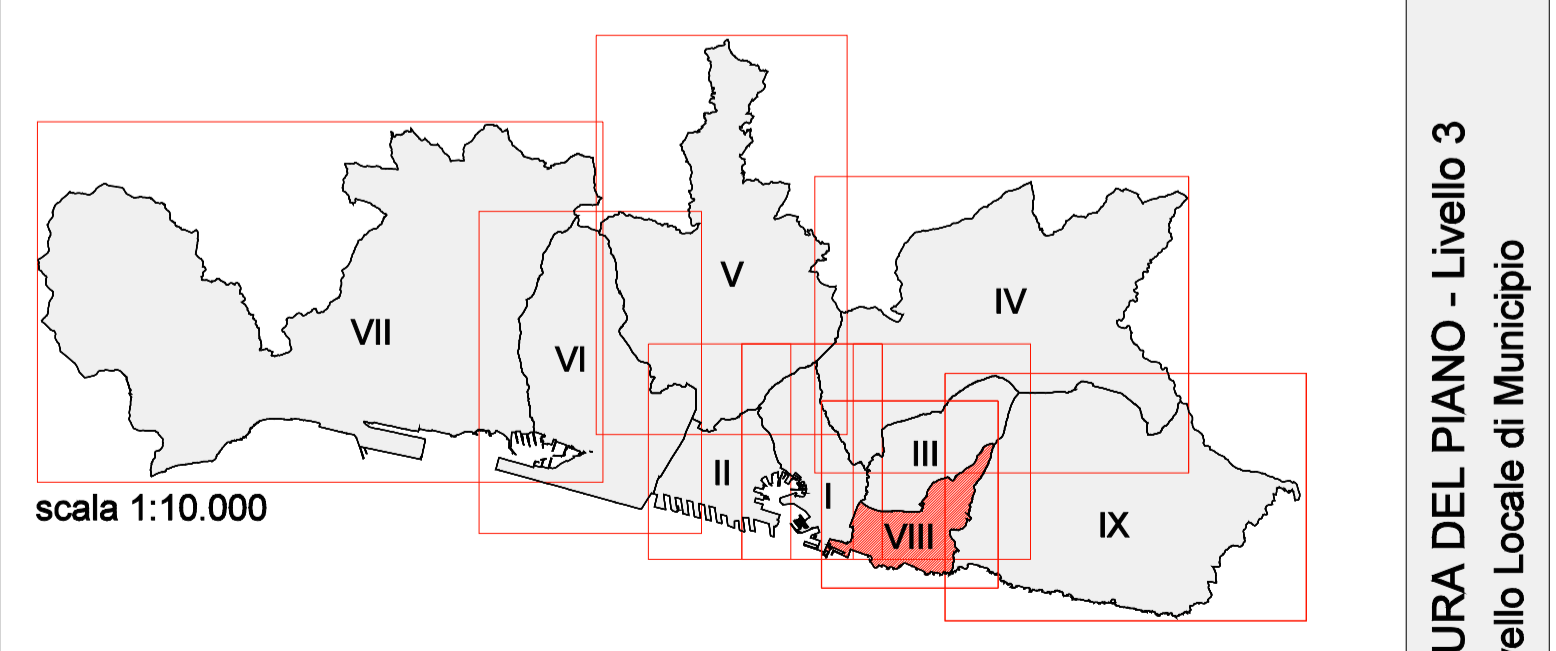 V
IV
VII
VI
III
II
I
scala 1:10.000
VIII
IX
URA DEL PIANO - Livello 3
Locale di Municipio